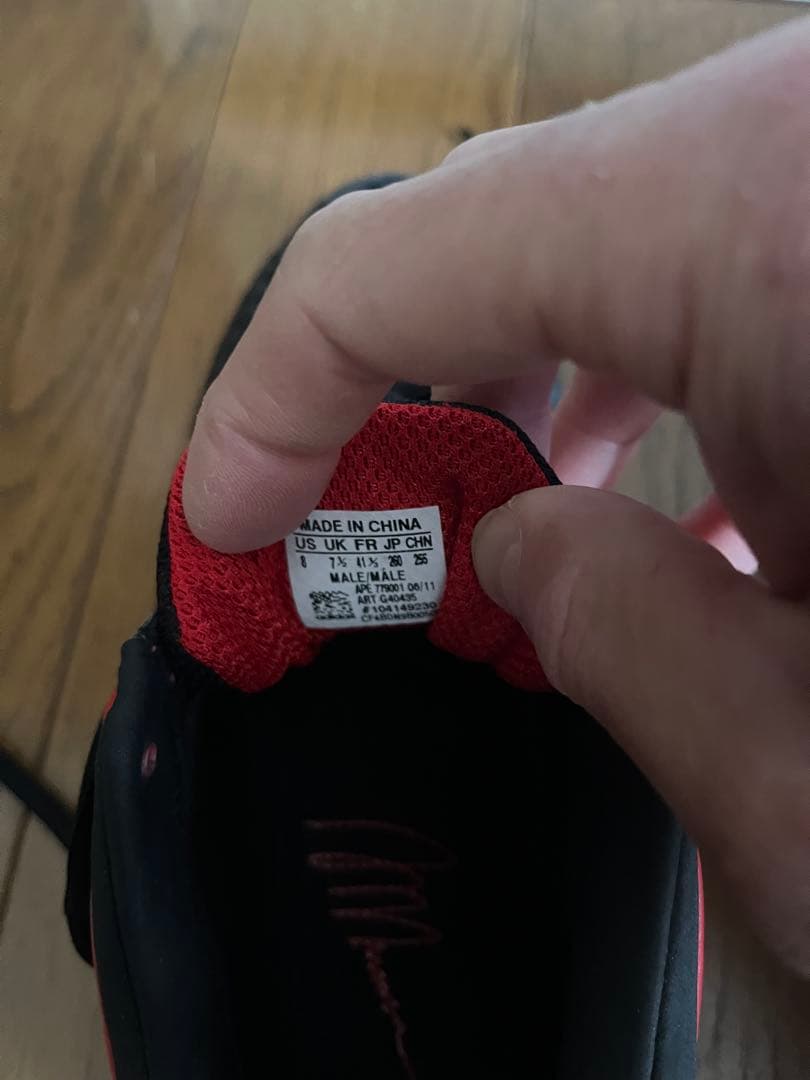 MADE IN CHINA
US UK FR JP CHN
8 7½ 41⅓ 260 255
MALE/MÂLE
APE 779001 06/11
ART G40435
#104149230
adidas